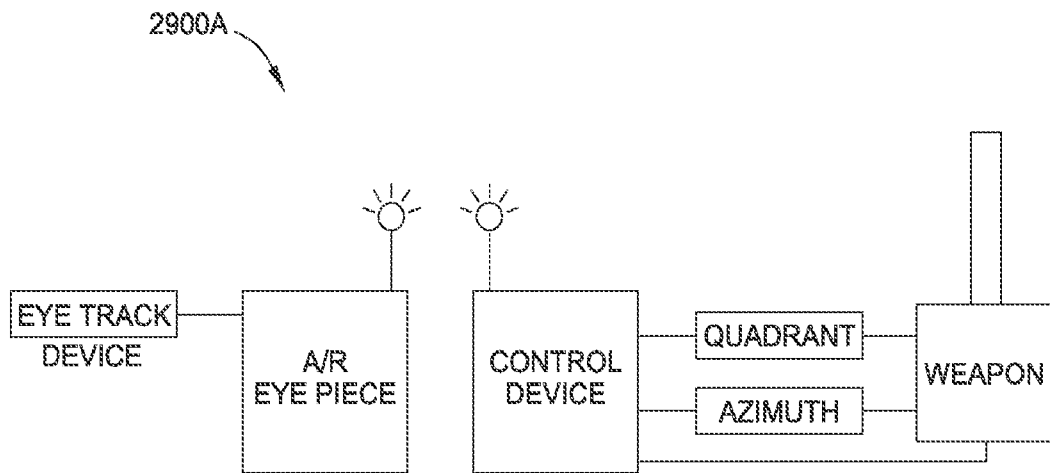 2900A
EYE TRACK
DEVICE
A/R
EYE PIECE
CONTROL
DEVICE
QUADRANT
AZIMUTH
WEAPON